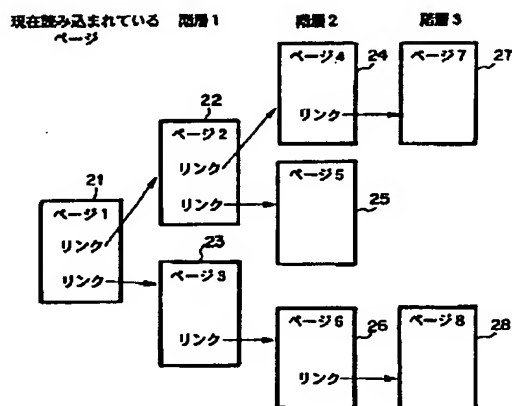 現在読み込まれている
ページ
階層1
階層2
階層3
ページ4
リンク
24
ページ7
27
22
ページ2
リンク
リンク
ページ5
25
21
ページ1
リンク
リンク
23
ページ3
リンク
ページ6
リンク
26
ページ8
28